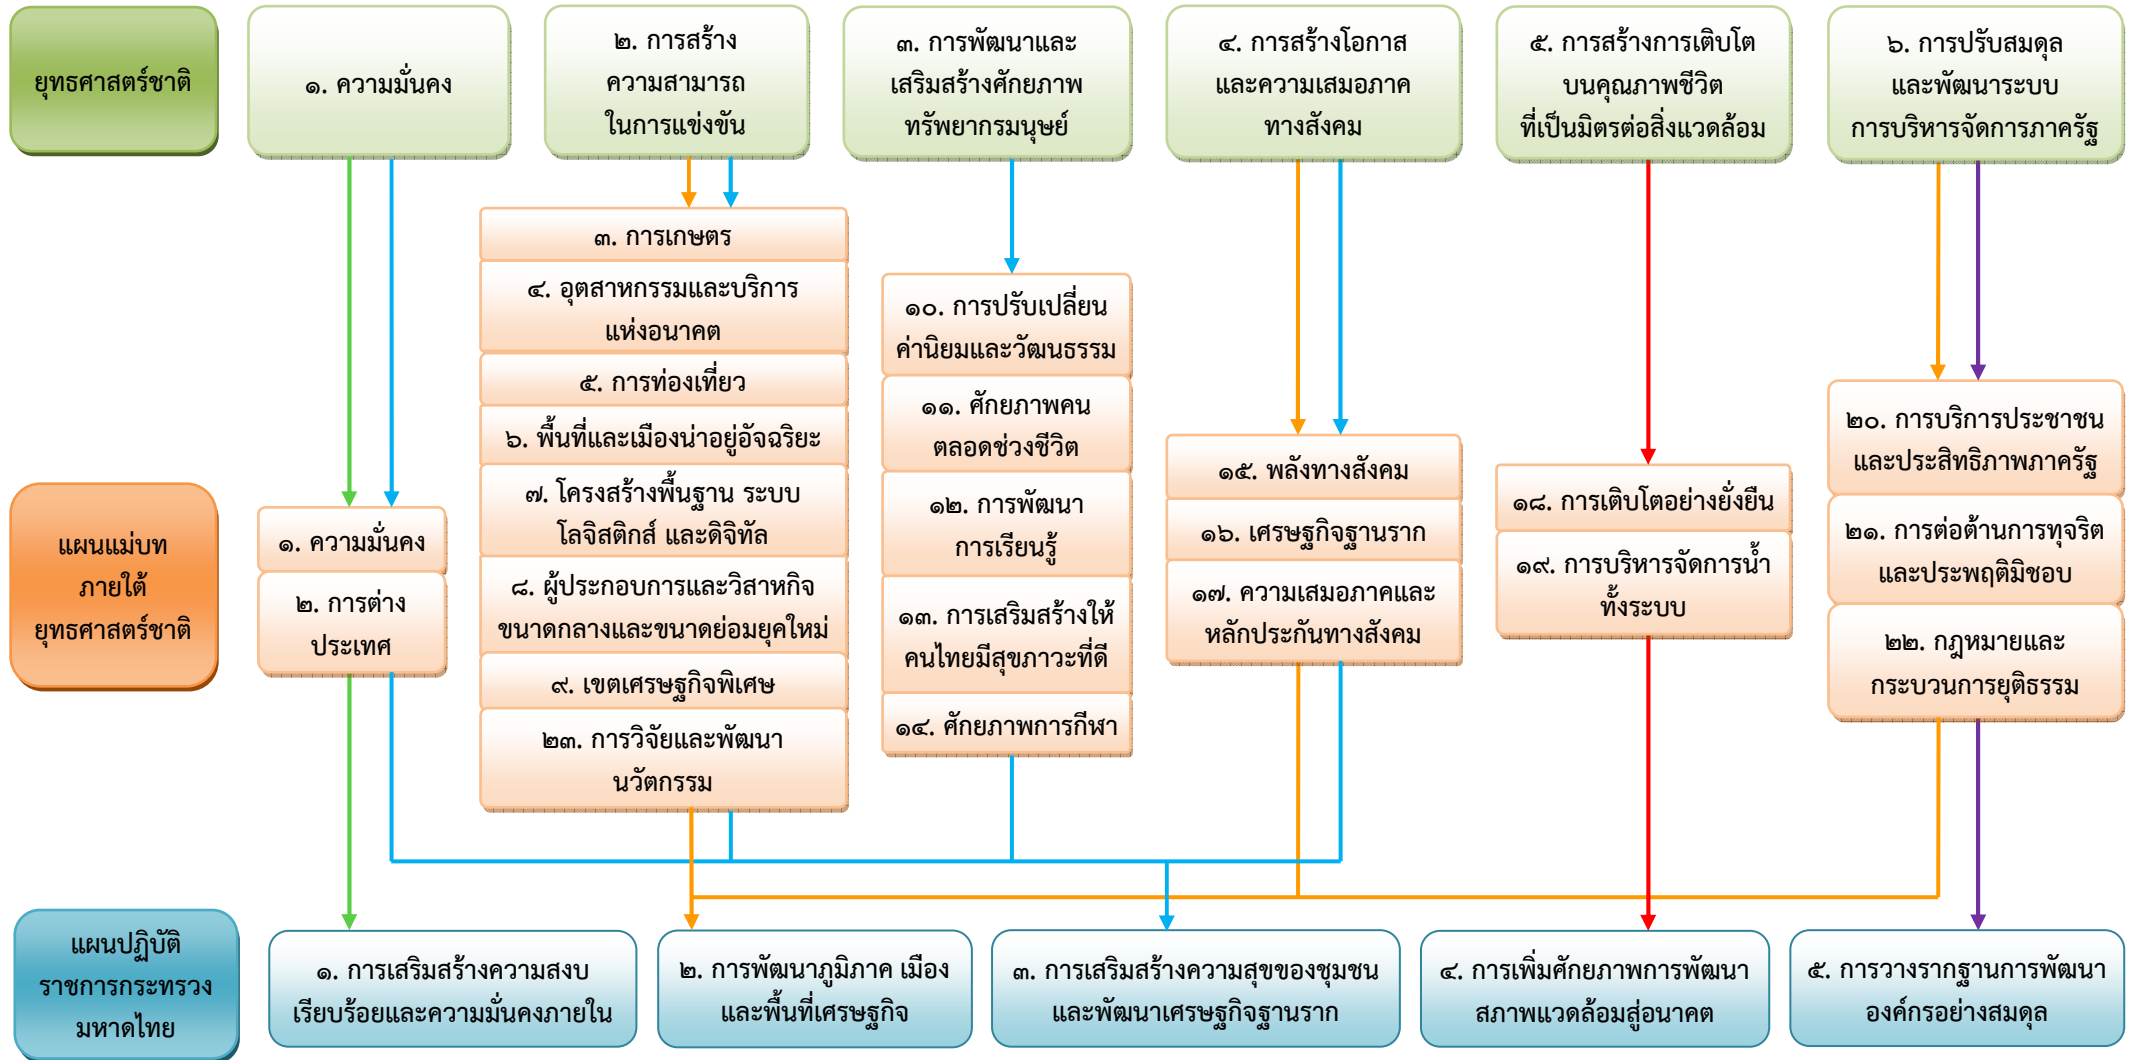 ยุทธศาสตร์ชาติ
๑. ความมั่นคง
๒. การสร้าง
ความสามารถ
ในการแข่งขัน
๓. การพัฒนาและ
เสริมสร้างศักยภาพ
ทรัพยากรมนุษย์
๔. การสร้างโอกาส
และความเสมอภาค
ทางสังคม
๕. การสร้างการเติบโต
บนคุณภาพชีวิต
ที่เป็นมิตรต่อสิ่งแวดล้อม
๖. การปรับสมดุล
และพัฒนาระบบ
การบริหารจัดการภาครัฐ
แผนแม่บท
ภายใต้
ยุทธศาสตร์ชาติ
๑. ความมั่นคง
๒. การต่าง
ประเทศ
๓. การเกษตร
๔. อุตสาหกรรมและบริการ
แห่งอนาคต
๕. การท่องเที่ยว
๖. พื้นที่และเมืองน่าอยู่อัจฉริยะ
๗. โครงสร้างพื้นฐาน ระบบ
โลจิสติกส์ และดิจิทัล
๘. ผู้ประกอบการและวิสาหกิจ
ขนาดกลางและขนาดย่อมยุคใหม่
๙. เขตเศรษฐกิจพิเศษ
๒๓. การวิจัยและพัฒนา
นวัตกรรม
๑๐. การปรับเปลี่ยน
ค่านิยมและวัฒนธรรม
๑๑. ศักยภาพคน
ตลอดช่วงชีวิต
๑๒. การพัฒนา
การเรียนรู้
๑๓. การเสริมสร้างให้
คนไทยมีสุขภาวะที่ดี
๑๔. ศักยภาพการกีฬา
๑๕. พลังทางสังคม
๑๖. เศรษฐกิจฐานราก
๑๗. ความเสมอภาคและ
หลักประกันทางสังคม
๑๘. การเติบโตอย่างยั่งยืน
๑๙. การบริหารจัดการน้ำ
ทั้งระบบ
๒๐. การบริการประชาชน
และประสิทธิภาพภาครัฐ
๒๑. การต่อต้านการทุจริต
และประพฤติมิชอบ
๒๒. กฎหมายและ
กระบวนการยุติธรรม
แผนปฏิบัติ
ราชการกระทรวง
มหาดไทย
๑. การเสริมสร้างความสงบ
เรียบร้อยและความมั่นคงภายใน
๒. การพัฒนาภูมิภาค เมือง
และพื้นที่เศรษฐกิจ
๓. การเสริมสร้างความสุขของชุมชน
และพัฒนาเศรษฐกิจฐานราก
๔. การเพิ่มศักยภาพการพัฒนา
สภาพแวดล้อมสู่อนาคต
๕. การวางรากฐานการพัฒนา
องค์กรอย่างสมดุล